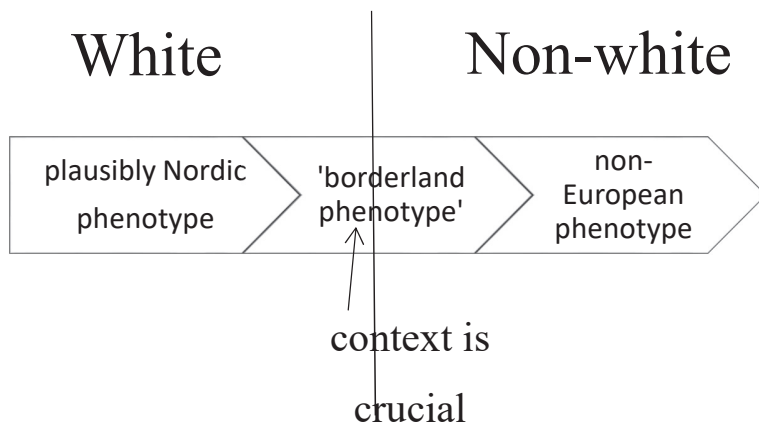 White
Non-white
plausibly Nordic
phenotype
'borderland
phenotype'
non-
European
phenotype
context is
crucial